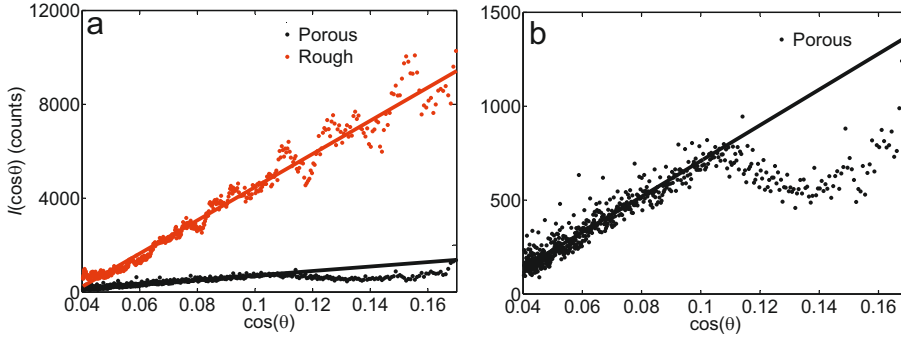 a
Porous
Rough
12000
8000
4000
0
0.04 0.06 0.08 0.1 0.12 0.14 0.16
cos(θ)
I(cosθ) (counts)
b
Porous
1500
1000
500
0
0.04 0.06 0.08 0.1 0.12 0.14 0.16
cos(θ)